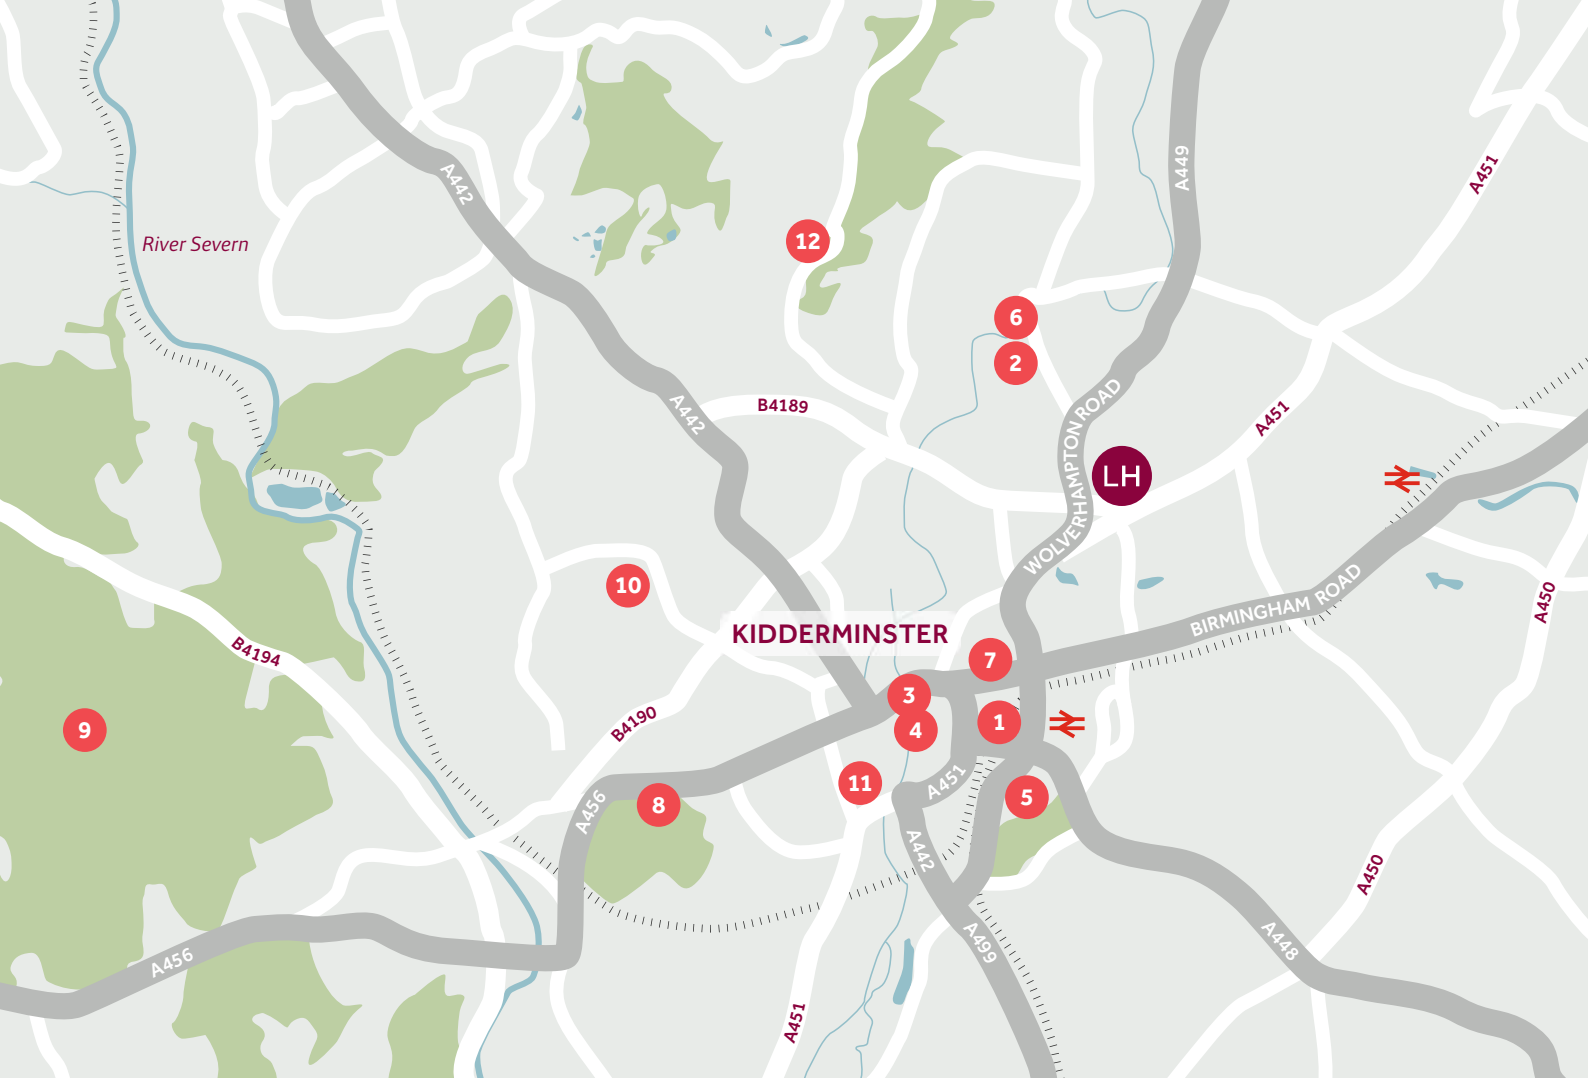 A442
A449
A451
River Severn
12
6
2
A442
B4189
WOLVERHAMPTON ROAD
A451
LH
10
BIRMINGHAM ROAD
A450
KIDDERMINSTER
B4194
7
3
B4190
9
4
1
11
A451
5
A456
8
A442
A450
A456
A499
A448
A451